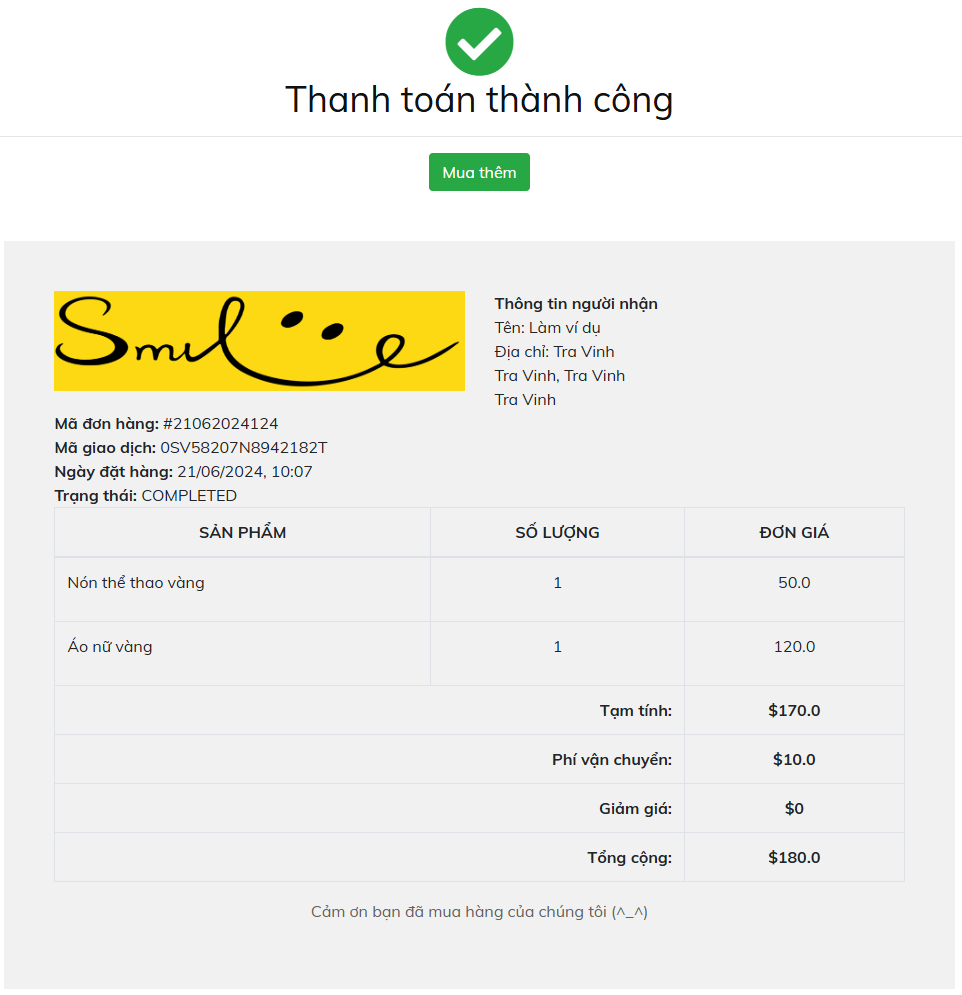 Thanh toán thành công
Mua thêm
Smile
Thông tin người nhận
Tên: Làm ví dụ
Địa chỉ: Tra Vinh
Tra Vinh, Tra Vinh
Tra Vinh
Mã đơn hàng: #21062024124
Mã giao dịch: 0SV58207N8942182T
Ngày đặt hàng: 21/06/2024, 10:07
Trạng thái: COMPLETED
SẢN PHẨM SỐ LƯỢNG ĐƠN GIÁ
Nón thể thao vàng 1 50.0
Áo nữ vàng 1 120.0
Tạm tính: $170.0
Phí vận chuyển: $10.0
Giảm giá: $0
Tổng cộng: $180.0
Cảm ơn bạn đã mua hàng của chúng tôi (^_^)